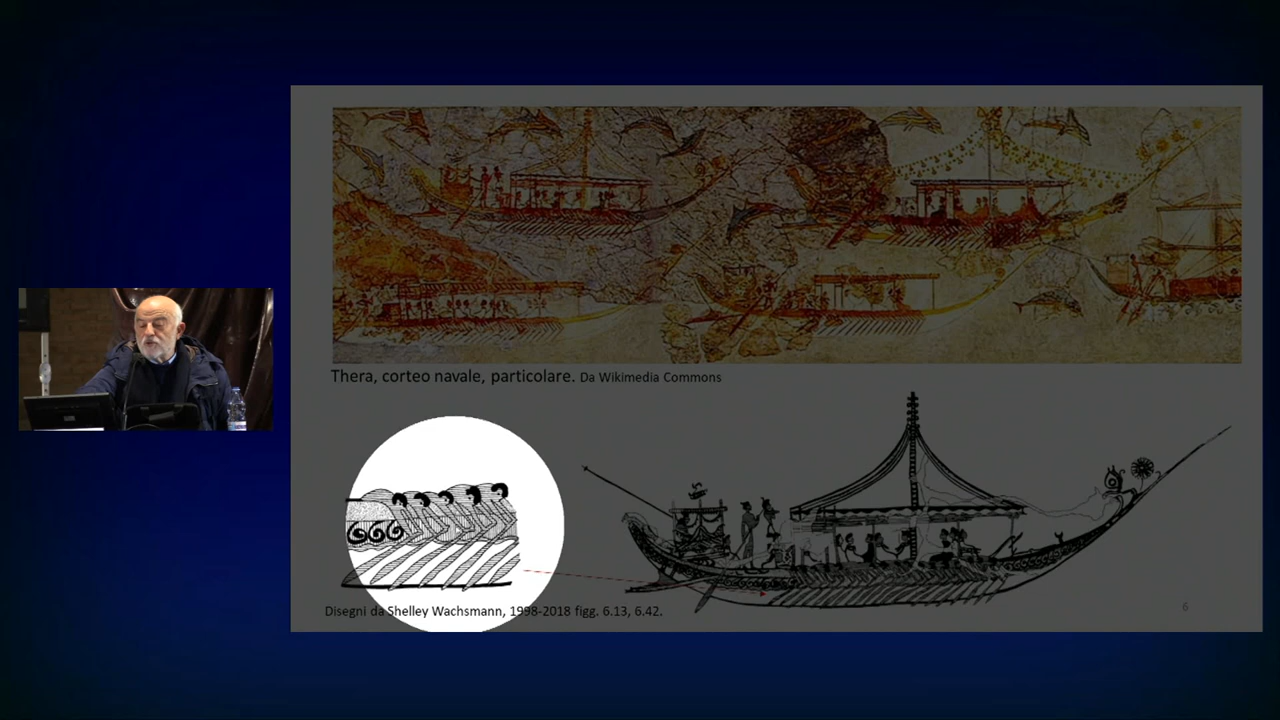 Thera, corteo navale, particolare. Da Wikimedia Commons
Disegni da Shelley Wachsmann, 1998-2018 figg. 6.13, 6.42.
6